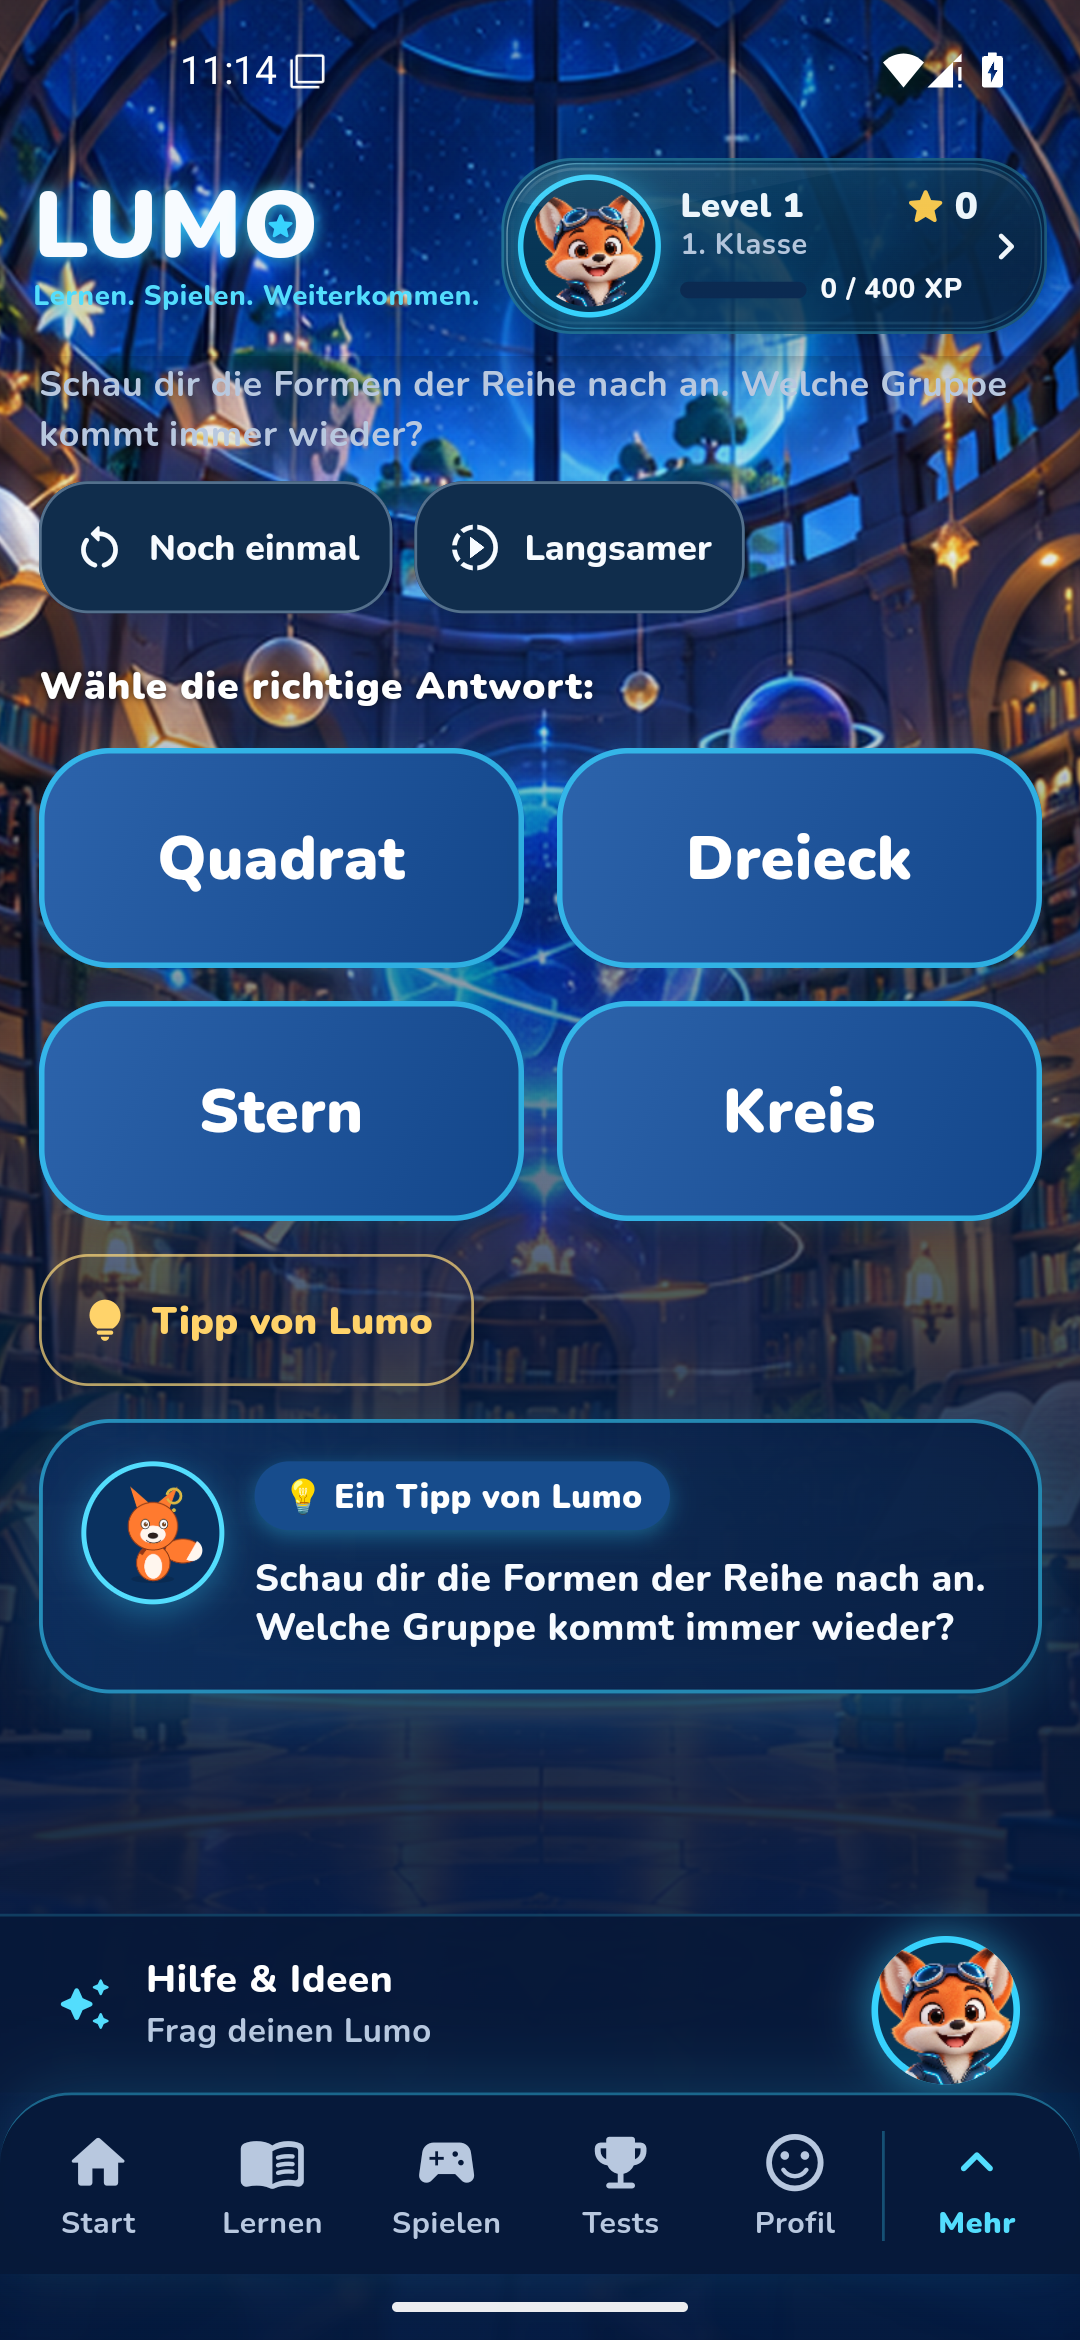 11:14
LUMO
Lernen. Spielen. Weiterkommen.
Level 1
0
1. Klasse
0 / 400 XP
Schau dir die Formen der Reihe nach an. Welche Gruppe
kommt immer wieder?
Noch einmal
Langsamer
Wähle die richtige Antwort:
Quadrat
Dreieck
Stern
Kreis
Tipp von Lumo
Ein Tipp von Lumo
Schau dir die Formen der Reihe nach an.
Welche Gruppe kommt immer wieder?
Hilfe & Ideen
Frag deinen Lumo
Start
Lernen
Spielen
Tests
Profil
Mehr